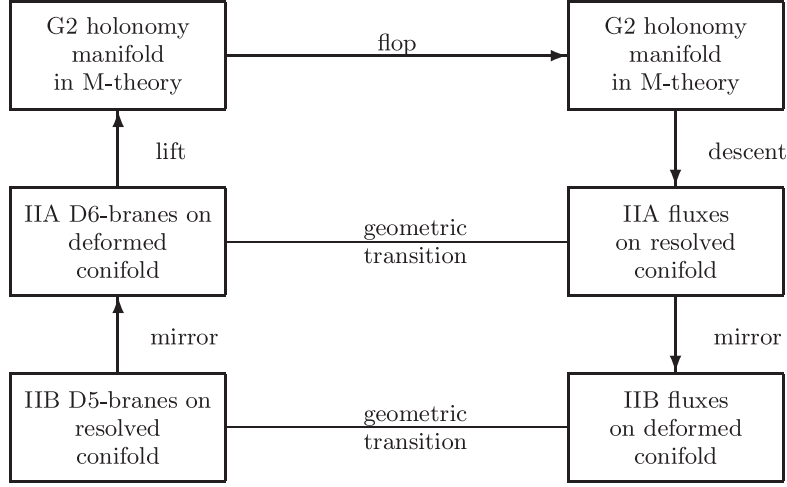 G2 holonomy
manifold
in M-theory
flop
G2 holonomy
manifold
in M-theory
lift
descent
IIA D6-branes on
deformed
conifold
geometric
transition
IIA fluxes
on resolved
conifold
mirror
mirror
IIB D5-branes on
resolved
conifold
geometric
transition
IIB fluxes
on deformed
conifold